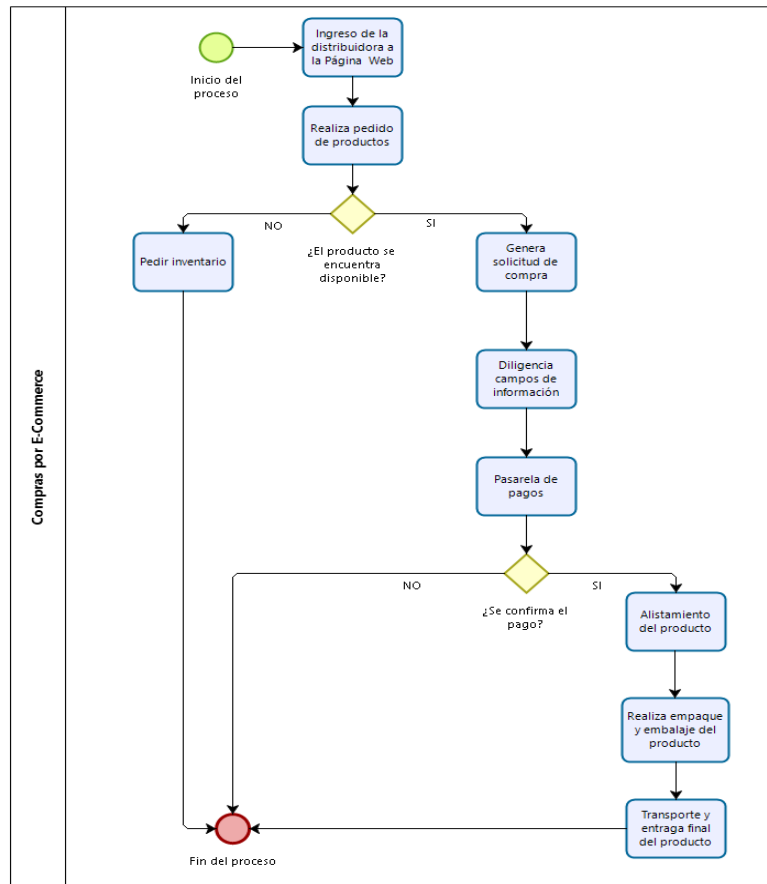 Compras por E-Commerce
Ingreso de la
distribuidora a
la Página Web
Inicio del
proceso
Realiza pedido
de productos
NO
SI
¿El producto se
encuentra
disponible?
Pedir inventario
Genera
solicitud de
compra
Diligencia
campos de
información
Pasarela de
pagos
NO
SI
¿Se confirma el
pago?
Alistamiento
del producto
Realiza empaque
y embalaje del
producto
Transporte y
entraga final
del producto
Fin del proceso